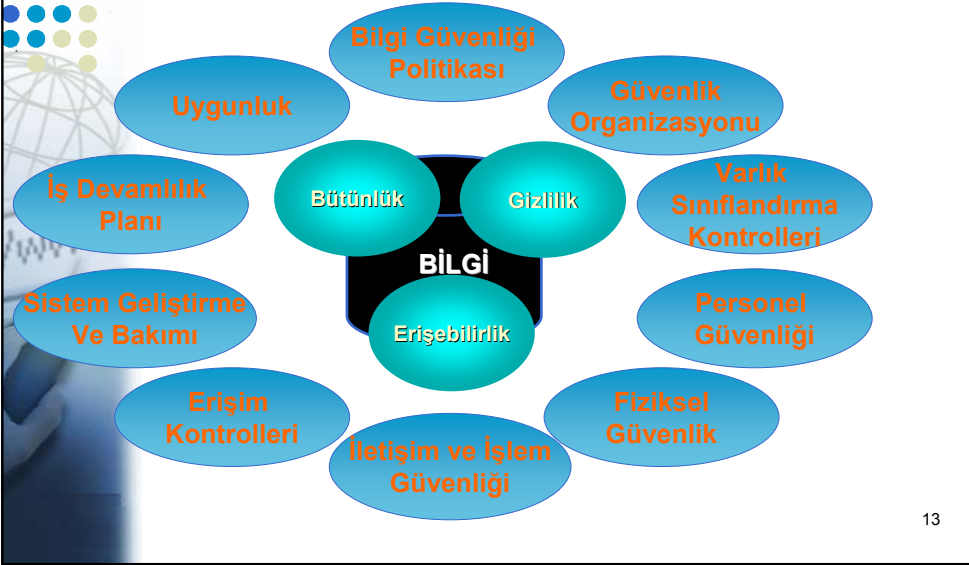 Bilgi Güvenliği
Politikası
Uygunluk
Güvenlik
Organizasyonu
İş Devamlılık
Planı
Bütünlük
Gizlilik
Varlık
Sınıflandırma
Kontrolleri
BİLGİ
Sistem Geliştirme
Ve Bakımı
Erişebilirlik
Personel
Güvenliği
Erişim
Kontrolleri
Fiziksel
Güvenlik
İletişim ve İşlem
Güvenliği
13